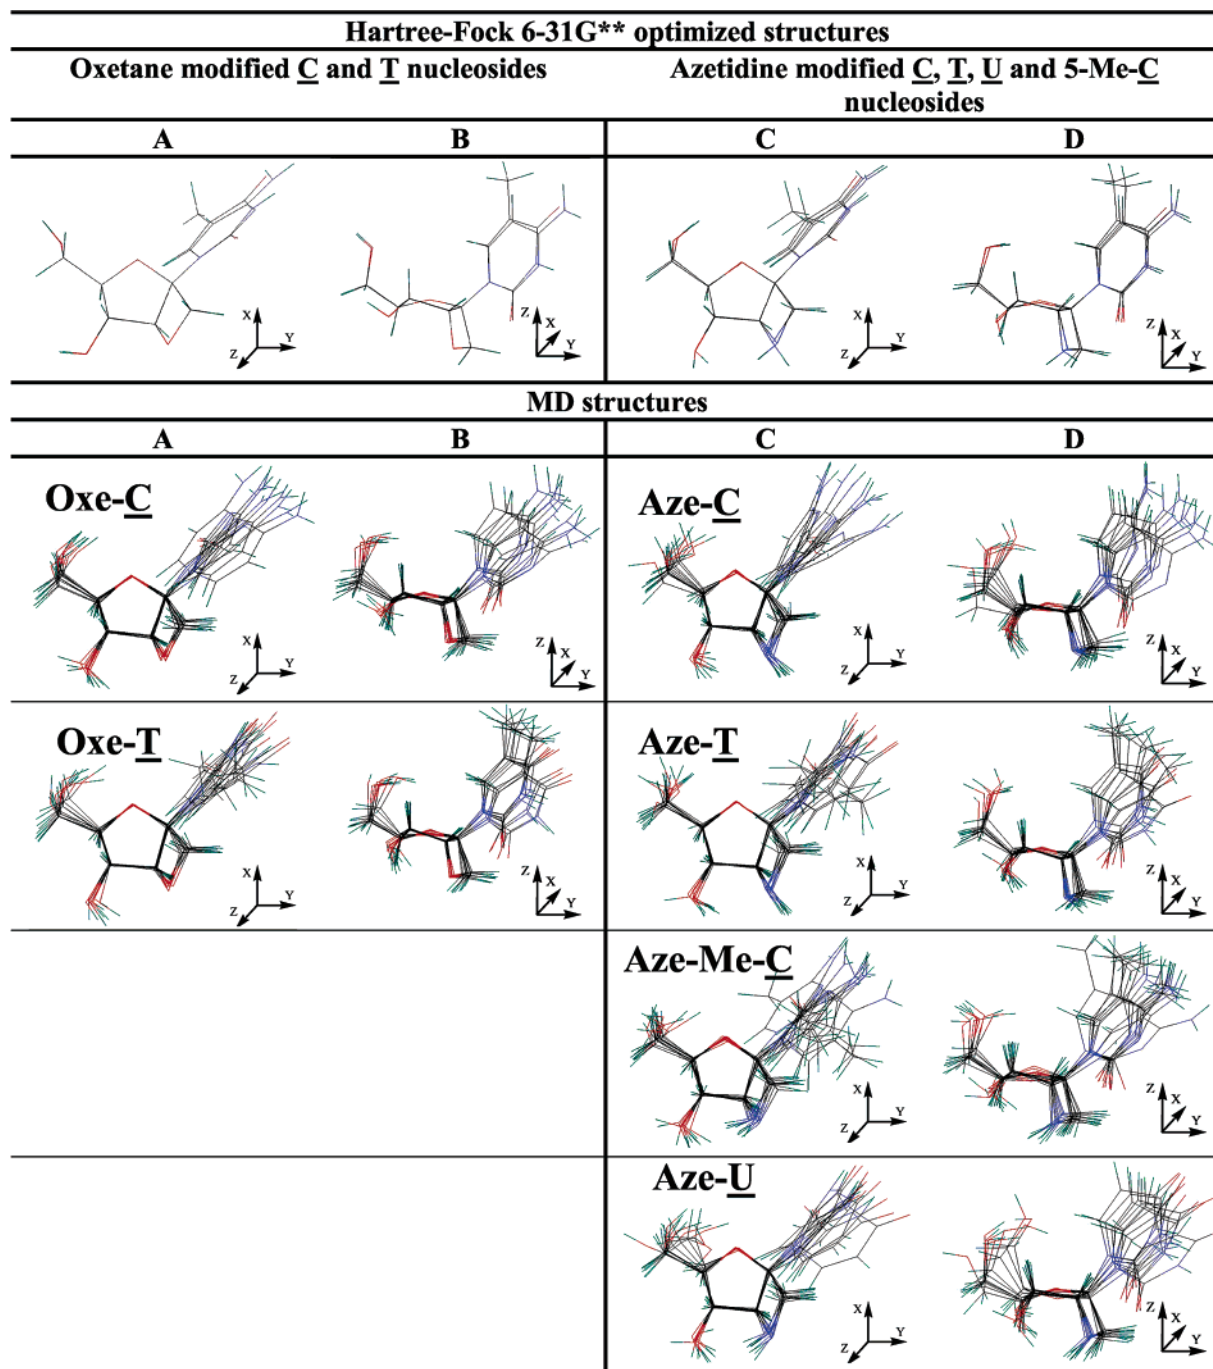 Hartree-Fock 6-31G** optimized structures
Oxetane modified C and T nucleosides
Azetidine modified C, T, U and 5-Me-C
nucleosides
A B C D
X Y Z
Z X Y
X Y Z
Z X Y
MD structures
A B C D
Oxe-C
Aze-C
X Y Z
Z X Y
X Y Z
Z X Y
Oxe-T
Aze-T
X Y Z
Z X Y
X Y Z
Z X Y
Aze-Me-C
X Y Z
Z X Y
Aze-U
X Y Z
Z X Y